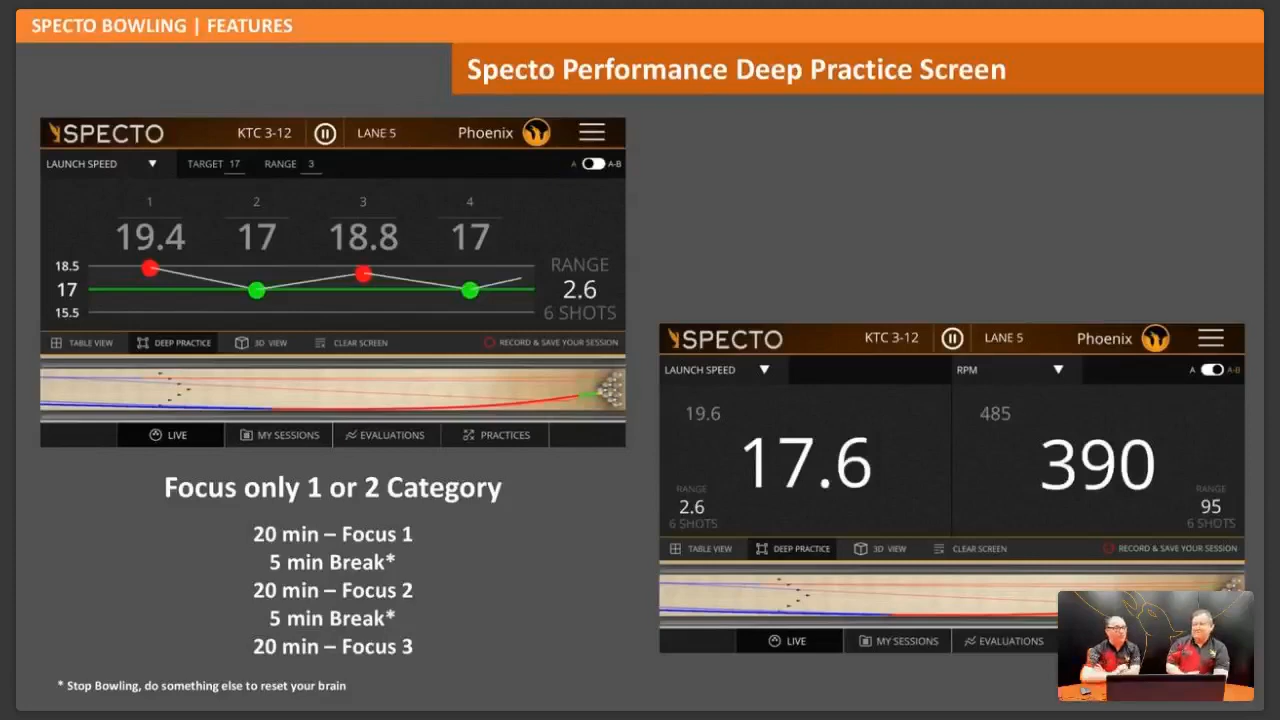 SPECTO BOWLING | FEATURES
Specto Performance Deep Practice Screen
SPECTO KTC 3-12 LANE 5 Phoenix
LAUNCH SPEED TARGET 17 RANGE 3 A A-B
1 2 3 4
19.4 17 18.8 17
18.5
17
15.5
RANGE
2.6
6 SHOTS
TABLE VIEW DEEP PRACTICE 3D VIEW CLEAR SCREEN RECORD & SAVE YOUR SESSION
LIVE MY SESSIONS EVALUATIONS PRACTICES
Focus only 1 or 2 Category
20 min – Focus 1
5 min Break*
20 min – Focus 2
5 min Break*
20 min – Focus 3
* Stop Bowling, do something else to reset your brain
SPECTO KTC 3-12 LANE 5 Phoenix
LAUNCH SPEED RPM A A-B
19.6 485
17.6 390
RANGE RANGE
2.6 95
6 SHOTS 6 SHOTS
TABLE VIEW DEEP PRACTICE 3D VIEW CLEAR SCREEN RECORD & SAVE YOUR SESSION
LIVE MY SESSIONS EVALUATIONS